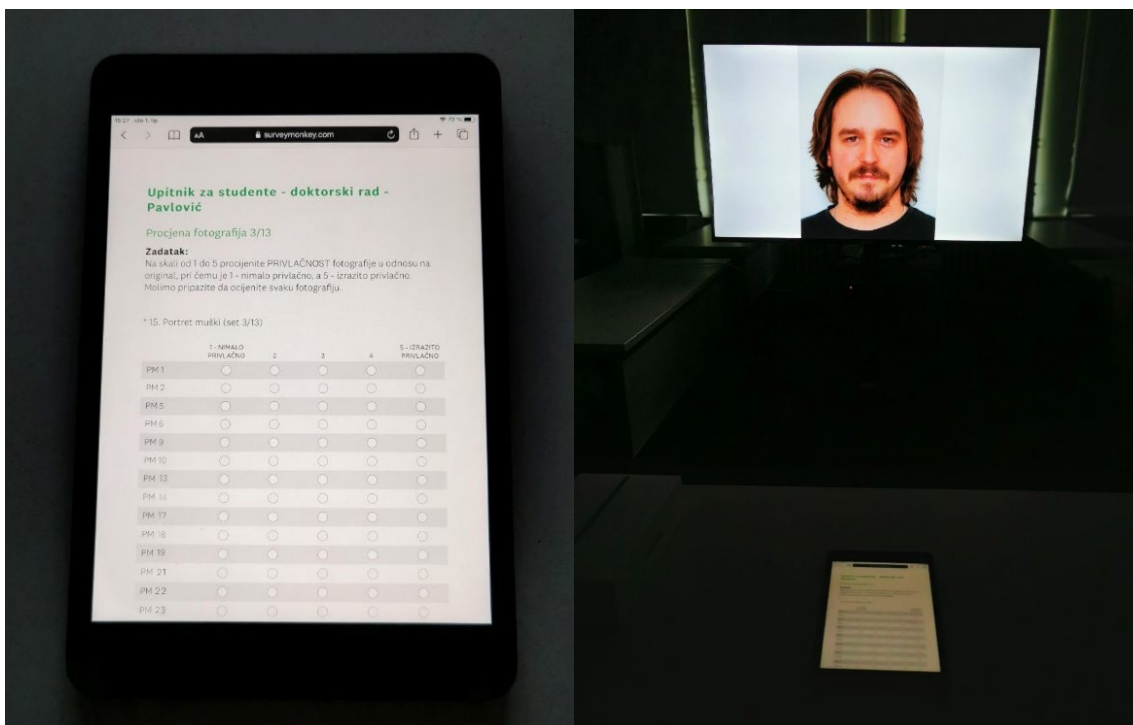 surveymonkey.com
Upitnik za studente - doktorski rad -
Pavlović
Procjena fotografija 3/13
Zadatak:
Na skali od 1 do 5 procijenite PRIVLAČNOST fotografije u odnosu na
original, pri čemu je 1 - nimalo privlačno, a 5 - izrazito privlačno.
Molimo pripazite da ocijenite svaku fotografiju.
* 15. Portret muški (set 3/13)
1 - NIMALO PRIVLAČNO 2 3 4 5 - IZRAZITO PRIVLAČNO
PM 1
PM 2
PM 5
PM 6
PM 9
PM 10
PM 13
PM 14
PM 17
PM 18
PM 19
PM 21
PM 22
PM 23